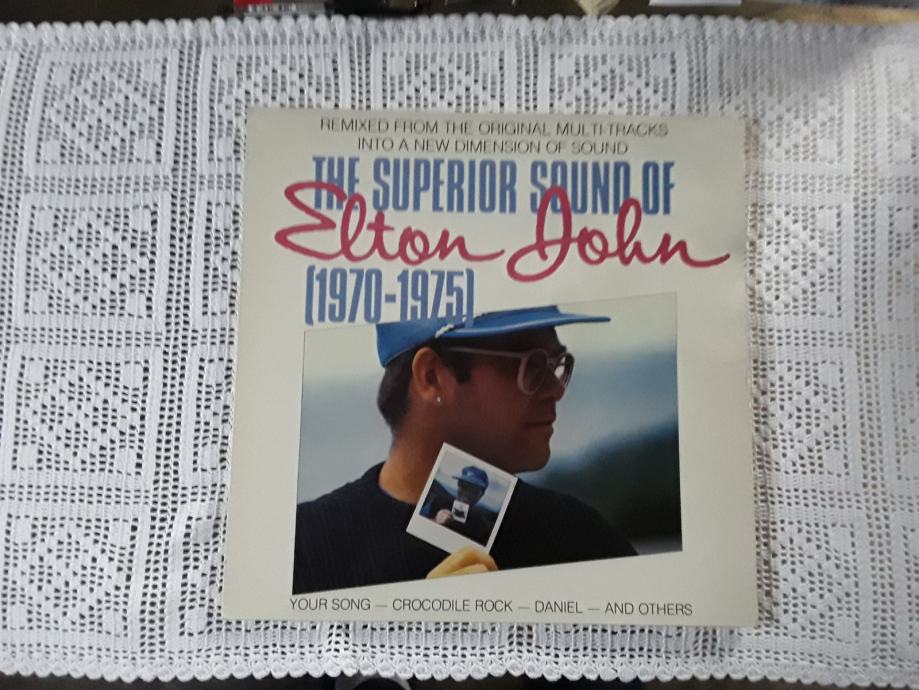 REMIXED FROM THE ORIGINAL MULTI-TRACKS
INTO A NEW DIMENSION OF SOUND
THE SUPERIOR SOUND OF
Elton John
(1970-1975)
YOUR SONG — CROCODILE ROCK — DANIEL — AND OTHERS